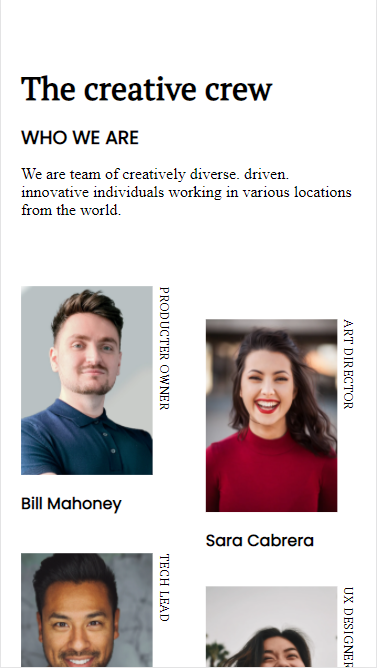 The creative crew
WHO WE ARE
We are team of creatively diverse. driven.
innovative individuals working in various locations
from the world.
PRODUCTER OWNER
ART DIRECTOR
Bill Mahoney
Sara Cabrera
TECH LEAD
UX DESIGNER